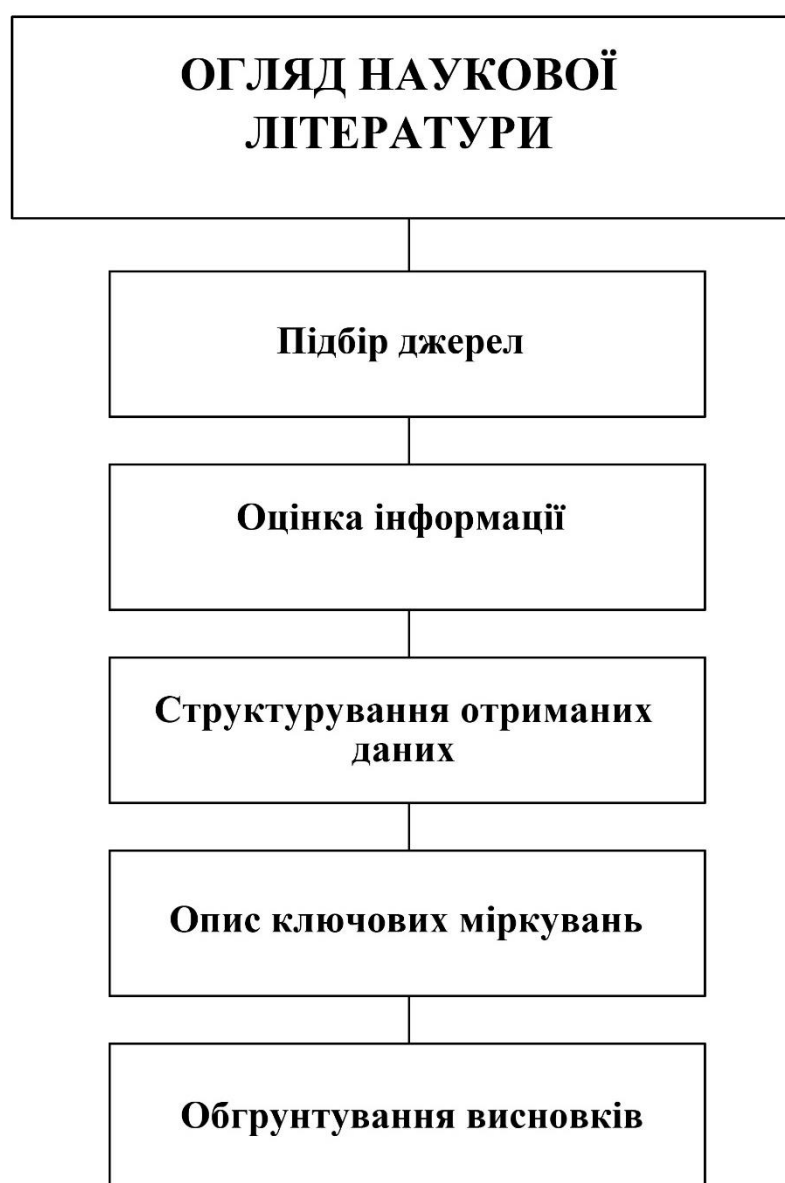 ОГЛЯД НАУКОВОЇ
ЛІТЕРАТУРИ
Підбір джерел
Оцінка інформації
Структурування отриманих
даних
Опис ключових міркувань
Обгрунтування висновків